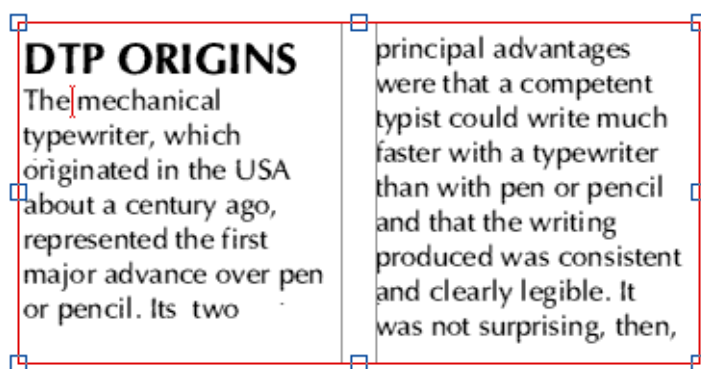 DTP ORIGINS
The mechanical
typewriter, which
originated in the USA
about a century ago,
represented the first
major advance over pen
or pencil. Its two
principal advantages
were that a competent
typist could write much
faster with a typewriter
than with pen or pencil
and that the writing
produced was consistent
and clearly legible. It
was not surprising, then,